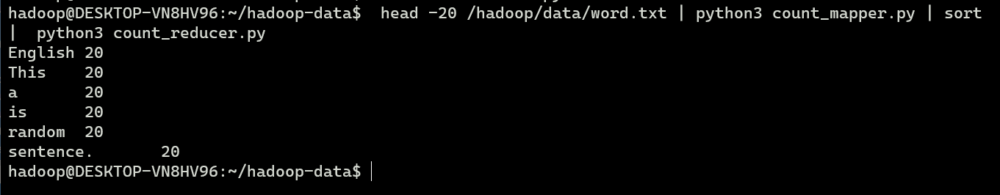 hadoop@DESKTOP-VN8HV96:~/hadoop-data$  head -20 /hadoop/data/word.txt | python3 count_mapper.py | sort
|  python3 count_reducer.py
English 20
This    20
a       20
is      20
random  20
sentence.       20
hadoop@DESKTOP-VN8HV96:~/hadoop-data$